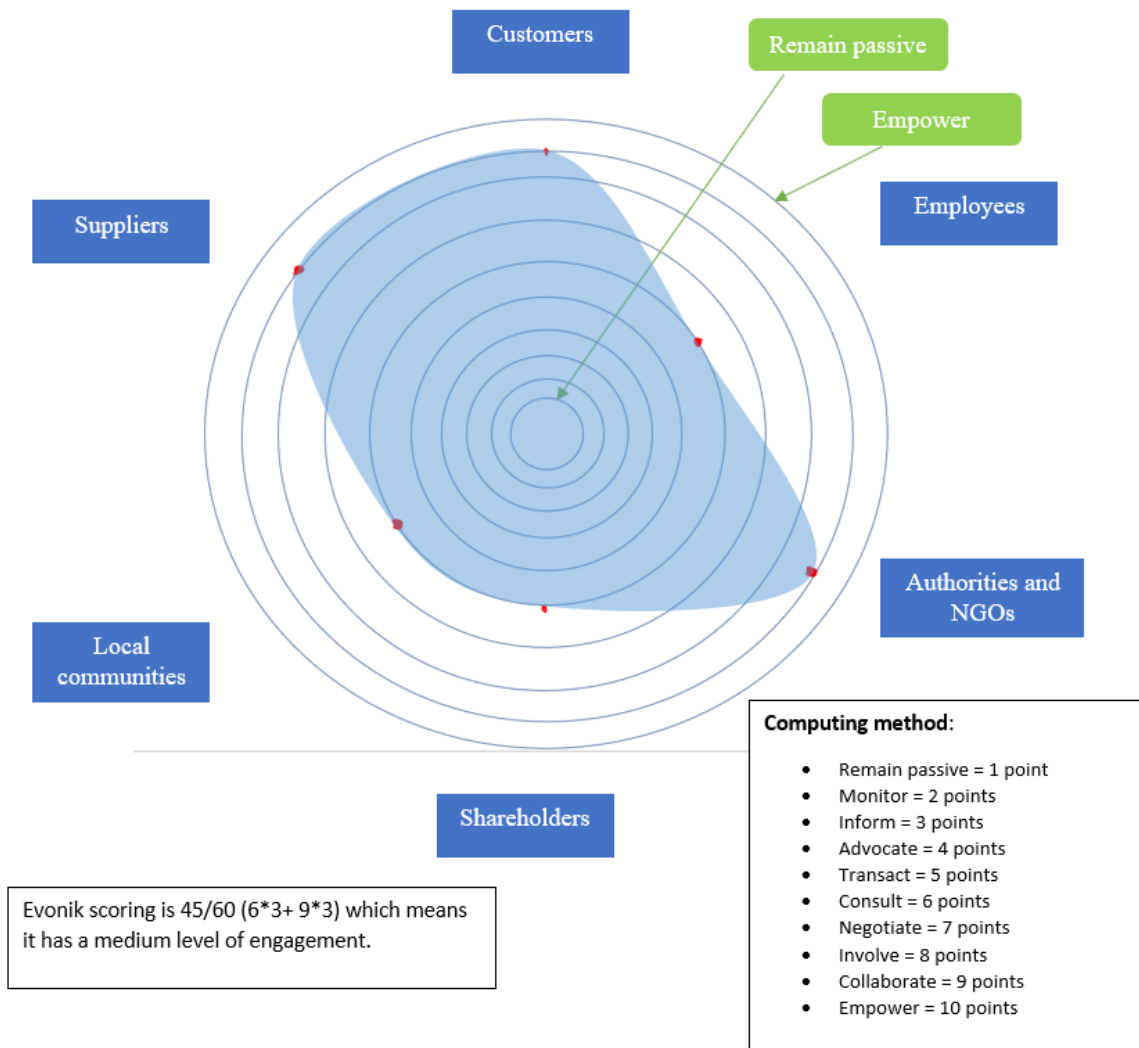 Customers
Remain passive
Empower
Suppliers
Employees
Authorities and
NGOs
Local
communities
Shareholders
Computing method:
• Remain passive = 1 point
• Monitor = 2 points
• Inform = 3 points
• Advocate = 4 points
• Transact = 5 points
• Consult = 6 points
• Negotiate = 7 points
• Involve = 8 points
• Collaborate = 9 points
• Empower = 10 points
Evonik scoring is 45/60 (6*3+ 9*3) which means
it has a medium level of engagement.